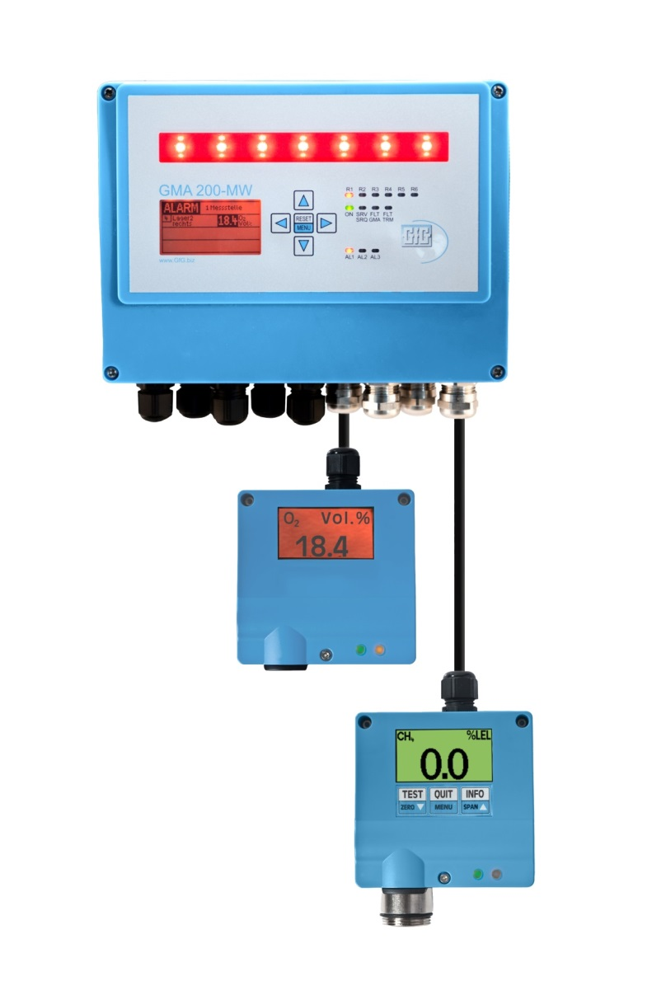 GMA 200-MW
ALARM 1 Messstelle
4 Lager2 18.4 O2
rechts Vol%
www.GfG.biz
RESET
MENU
R1 R2 R3 R4 R5 R6
ON SRV FLT FLT
SRQ GMA TRM
GfG
AL1 AL2 AL3
O₂ Vol.%
18.4
CH₄ %LEL
0.0
TEST QUIT INFO
ZERO MENU SPAN